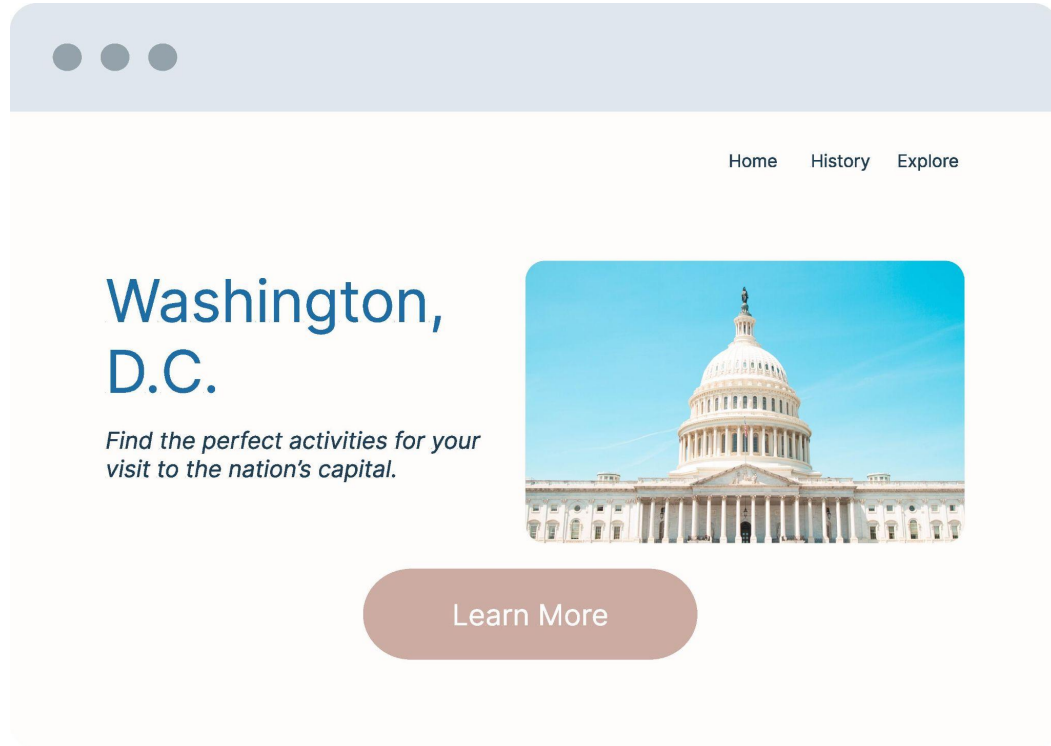 Home History Explore
Washington,
D.C.
Find the perfect activities for your
visit to the nation’s capital.
Learn More